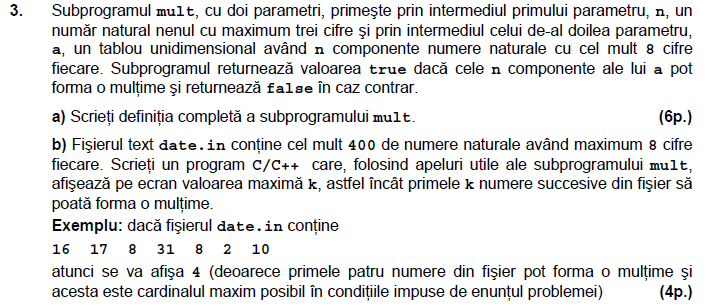 3. Subprogramul mult, cu doi parametri, primeşte prin intermediul primului parametru, n, un
număr natural nenul cu maximum trei cifre şi prin intermediul celui de-al doilea parametru,
a, un tablou unidimensional având n componente numere naturale cu cel mult 8 cifre
fiecare. Subprogramul returnează valoarea true dacă cele n componente ale lui a pot
forma o mulţime şi returnează false în caz contrar.
a) Scrieţi definiţia completă a subprogramului mult. (6p.)
b) Fişierul text date.in conţine cel mult 400 de numere naturale având maximum 8 cifre
fiecare. Scrieţi un program C/C++ care, folosind apeluri utile ale subprogramului mult,
afişează pe ecran valoarea maximă k, astfel încât primele k numere succesive din fişier să
poată forma o mulţime.
Exemplu: dacă fişierul date.in conţine
16 17 8 31 8 2 10
atunci se va afişa 4 (deoarece primele patru numere din fişier pot forma o mulţime şi
acesta este cardinalul maxim posibil în condiţiile impuse de enunţul problemei) (4p.)